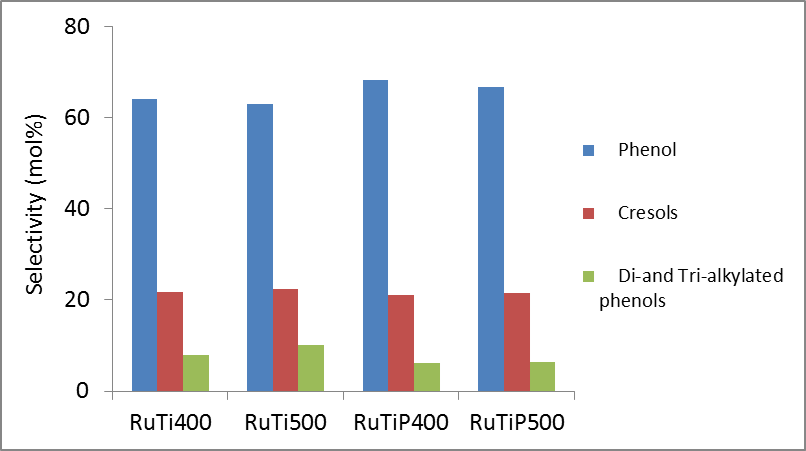 80
60
40
20
0
Selectivity (mol%)
RuTi400
RuTi500
RuTiP400
RuTiP500
Phenol
Cresols
Di-and Tri-alkylated
phenols